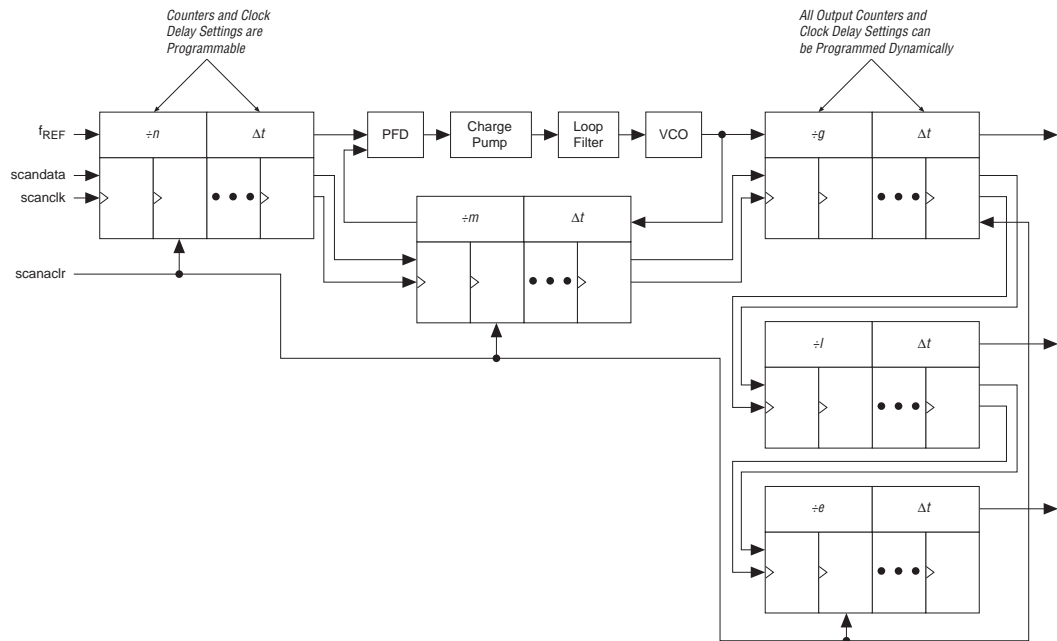 Counters and Clock
Delay Settings are
Programmable
All Output Counters and
Clock Delay Settings can
be Programmed Dynamically
fREF
÷n
Δt
PFD
Charge
Pump
Loop
Filter
VCO
÷g
Δt
scandata
scanclk
÷m
Δt
scanaclr
÷l
Δt
÷e
Δt